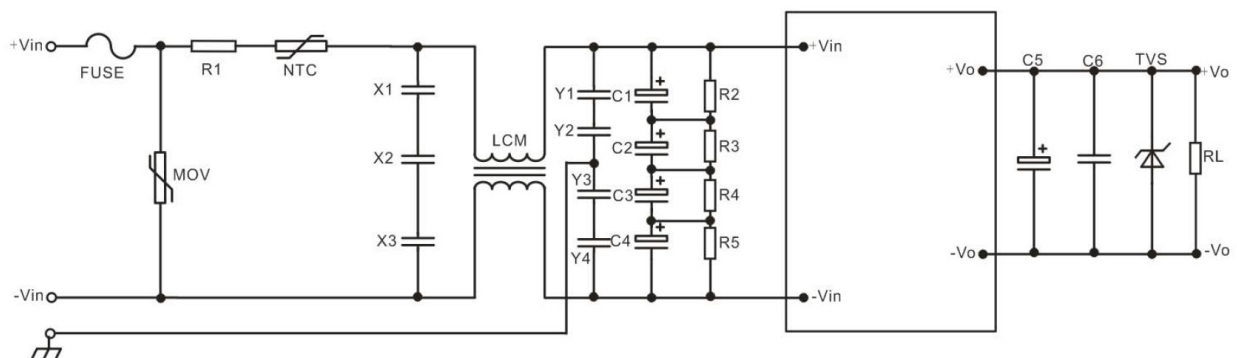 +Vin
FUSE
R1
NTC
MOV
X1
X2
X3
-Vin
LCM
Y1
Y2
Y3
Y4
C1
C2
C3
C4
+
+
+
+
R2
R3
R4
R5
+Vin
-Vin
+Vo
-Vo
C5
+
C6
TVS
RL
+Vo
-Vo